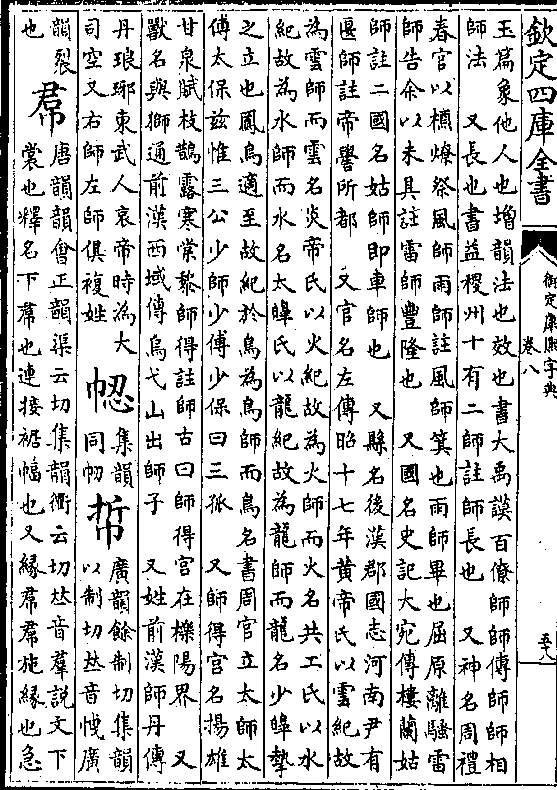 欽定四庫全書
御定康熙字典
卷八
五十八
玉爲象他人也增韻法也效也書大禹謨百僚師師傳師師相
師法 又長也書益稷州十有二師註師長也 又神名周禮
春官以槱燎祭風師雨師註風師箕也雨師畢也屈原離騷雷
師告余以未具註雷師豐隆也 又國名史記大宛傳樓蘭姑
師註二國名姑師即車師也 又縣名後漢郡國志河南尹有
偃師註帝嚳所都 又官名左傳昭十七年黃帝氏以雲紀故
為雲師而雲名炎帝氏以火紀故為火師而火名共工氏以水
紀故為水師而水名太皞氏以龍紀故為龍師而龍名少皞摯
之立也鳳鳥適至故紀於鳥為鳥師而鳥名書周官立太師太
傅太保茲惟三公少師少傅少保曰三孤 又師得宮名揚雄
甘泉賦枝鵲露寒棠黎師得註師古曰師得宮在櫟陽界 又
獸名與獅通前漢西域傳烏弋山出師子 又姓前漢師丹傳
丹琅琊東武人哀帝時為大
司空又右師左師俱複姓
集韻
同
廣韻餘制切集韻
以制切𠀤音曳廣
韻裂
也
帬
唐韻韻會正韻渠云切集韻衢云切𠀤音羣說文下
裳也釋名下帬也連接裾幅也又緣帬帬施緣也急